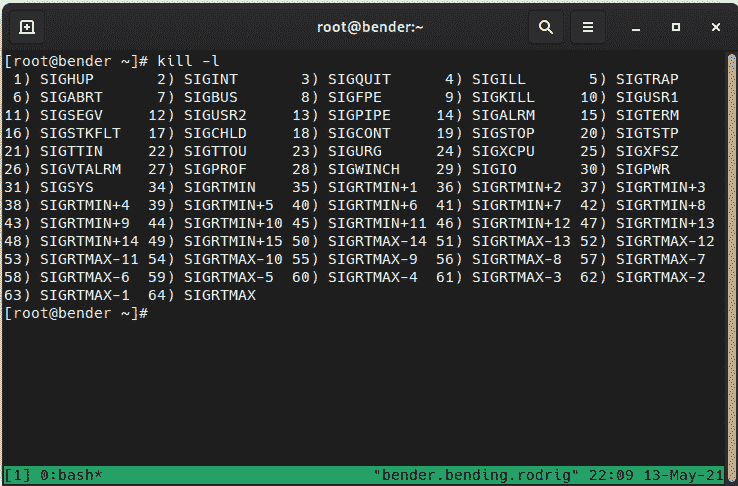 root@bender:~
[root@bender ~]# kill -l
 1) SIGHUP       2) SIGINT       3) SIGQUIT      4) SIGILL       5) SIGTRAP
 6) SIGABRT      7) SIGBUS       8) SIGFPE       9) SIGKILL     10) SIGUSR1
11) SIGSEGV     12) SIGUSR2     13) SIGPIPE     14) SIGALRM     15) SIGTERM
16) SIGSTKFLT   17) SIGCHLD     18) SIGCONT     19) SIGSTOP     20) SIGTSTP
21) SIGTTIN     22) SIGTTOU     23) SIGURG      24) SIGXCPU     25) SIGXFSZ
26) SIGVTALRM   27) SIGPROF     28) SIGWINCH    29) SIGIO       30) SIGPWR
31) SIGSYS      34) SIGRTMIN    35) SIGRTMIN+1  36) SIGRTMIN+2  37) SIGRTMIN+3
38) SIGRTMIN+4  39) SIGRTMIN+5  40) SIGRTMIN+6  41) SIGRTMIN+7  42) SIGRTMIN+8
43) SIGRTMIN+9  44) SIGRTMIN+10 45) SIGRTMIN+11 46) SIGRTMIN+12 47) SIGRTMIN+13
48) SIGRTMIN+14 49) SIGRTMIN+15 50) SIGRTMAX-14 51) SIGRTMAX-13 52) SIGRTMAX-12
53) SIGRTMAX-11 54) SIGRTMAX-10 55) SIGRTMAX-9  56) SIGRTMAX-8  57) SIGRTMAX-7
58) SIGRTMAX-6  59) SIGRTMAX-5  60) SIGRTMAX-4  61) SIGRTMAX-3  62) SIGRTMAX-2
63) SIGRTMAX-1  64) SIGRTMAX
[root@bender ~]#
[1] 0:bash* "bender.bending.rodrig" 22:09 13-May-21